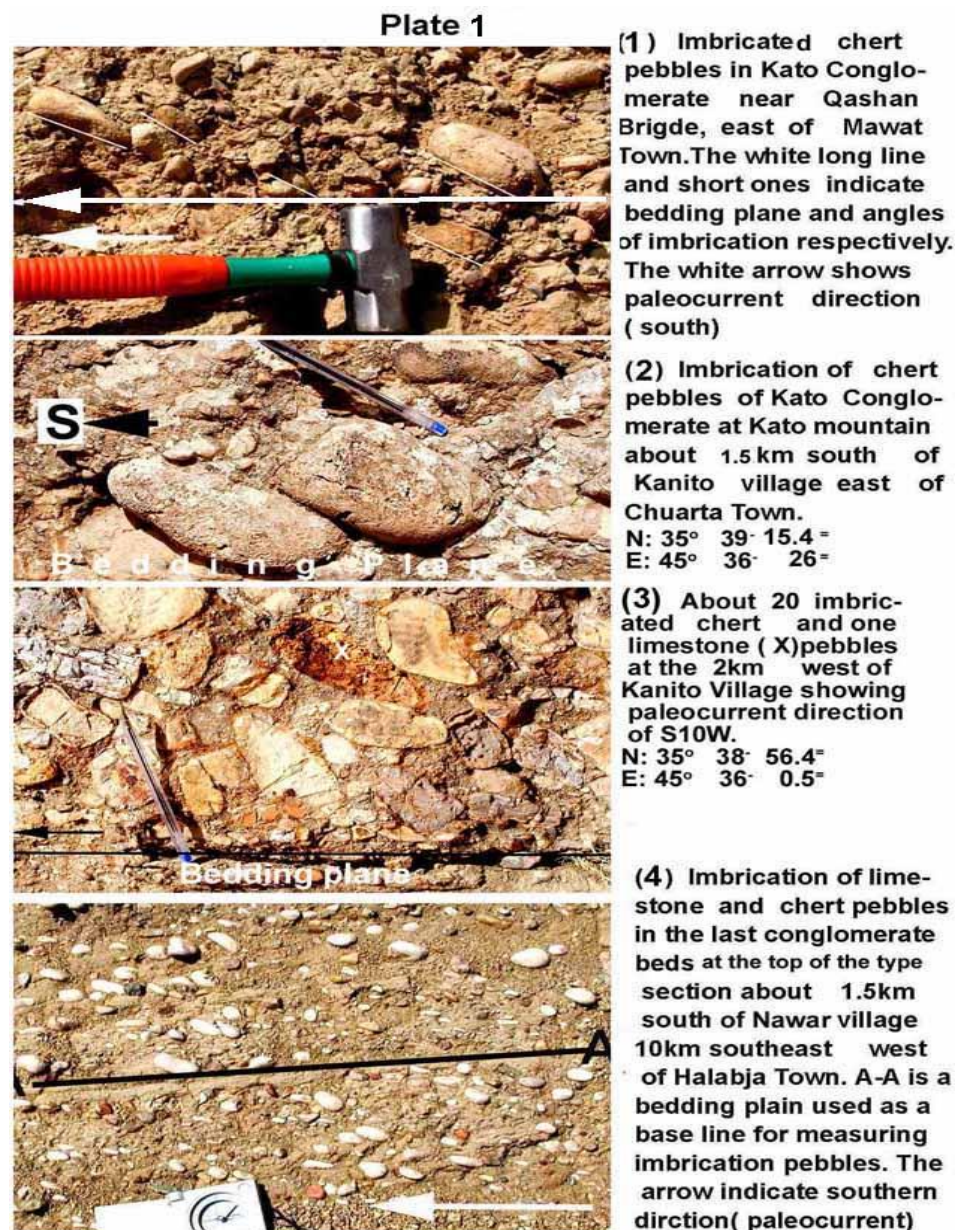 Plate 1
(1) Imbricated chert
pebbles in Kato Conglo-
merate near Qashan
Brigde, east of Mawat
Town.The white long line
and short ones indicate
bedding plane and angles
of imbrication respectively.
The white arrow shows
paleocurrent direction
( south)
S
Bedding Plane
(2) Imbrication of chert
pebbles of Kato Conglo-
merate at Kato mountain
about 1.5 km south of
Kanito village east of
Chuarta Town.
N: 35º 39- 15.4 =
E: 45º 36- 26=
X
Bedding plane
(3) About 20 imbric-
ated chert and one
limestone ( X)pebbles
at the 2km west of
Kanito Village showing
paleocurrent direction
of S10W.
N: 35º 38- 56.4=
E: 45º 36- 0.5=
A A
(4) Imbrication of lime-
stone and chert pebbles
in the last conglomerate
beds at the top of the type
section about 1.5km
south of Nawar village
10km southeast west
of Halabja Town. A-A is a
bedding plain used as a
base line for measuring
imbrication pebbles. The
arrow indicate southern
dirction( paleocurrent)